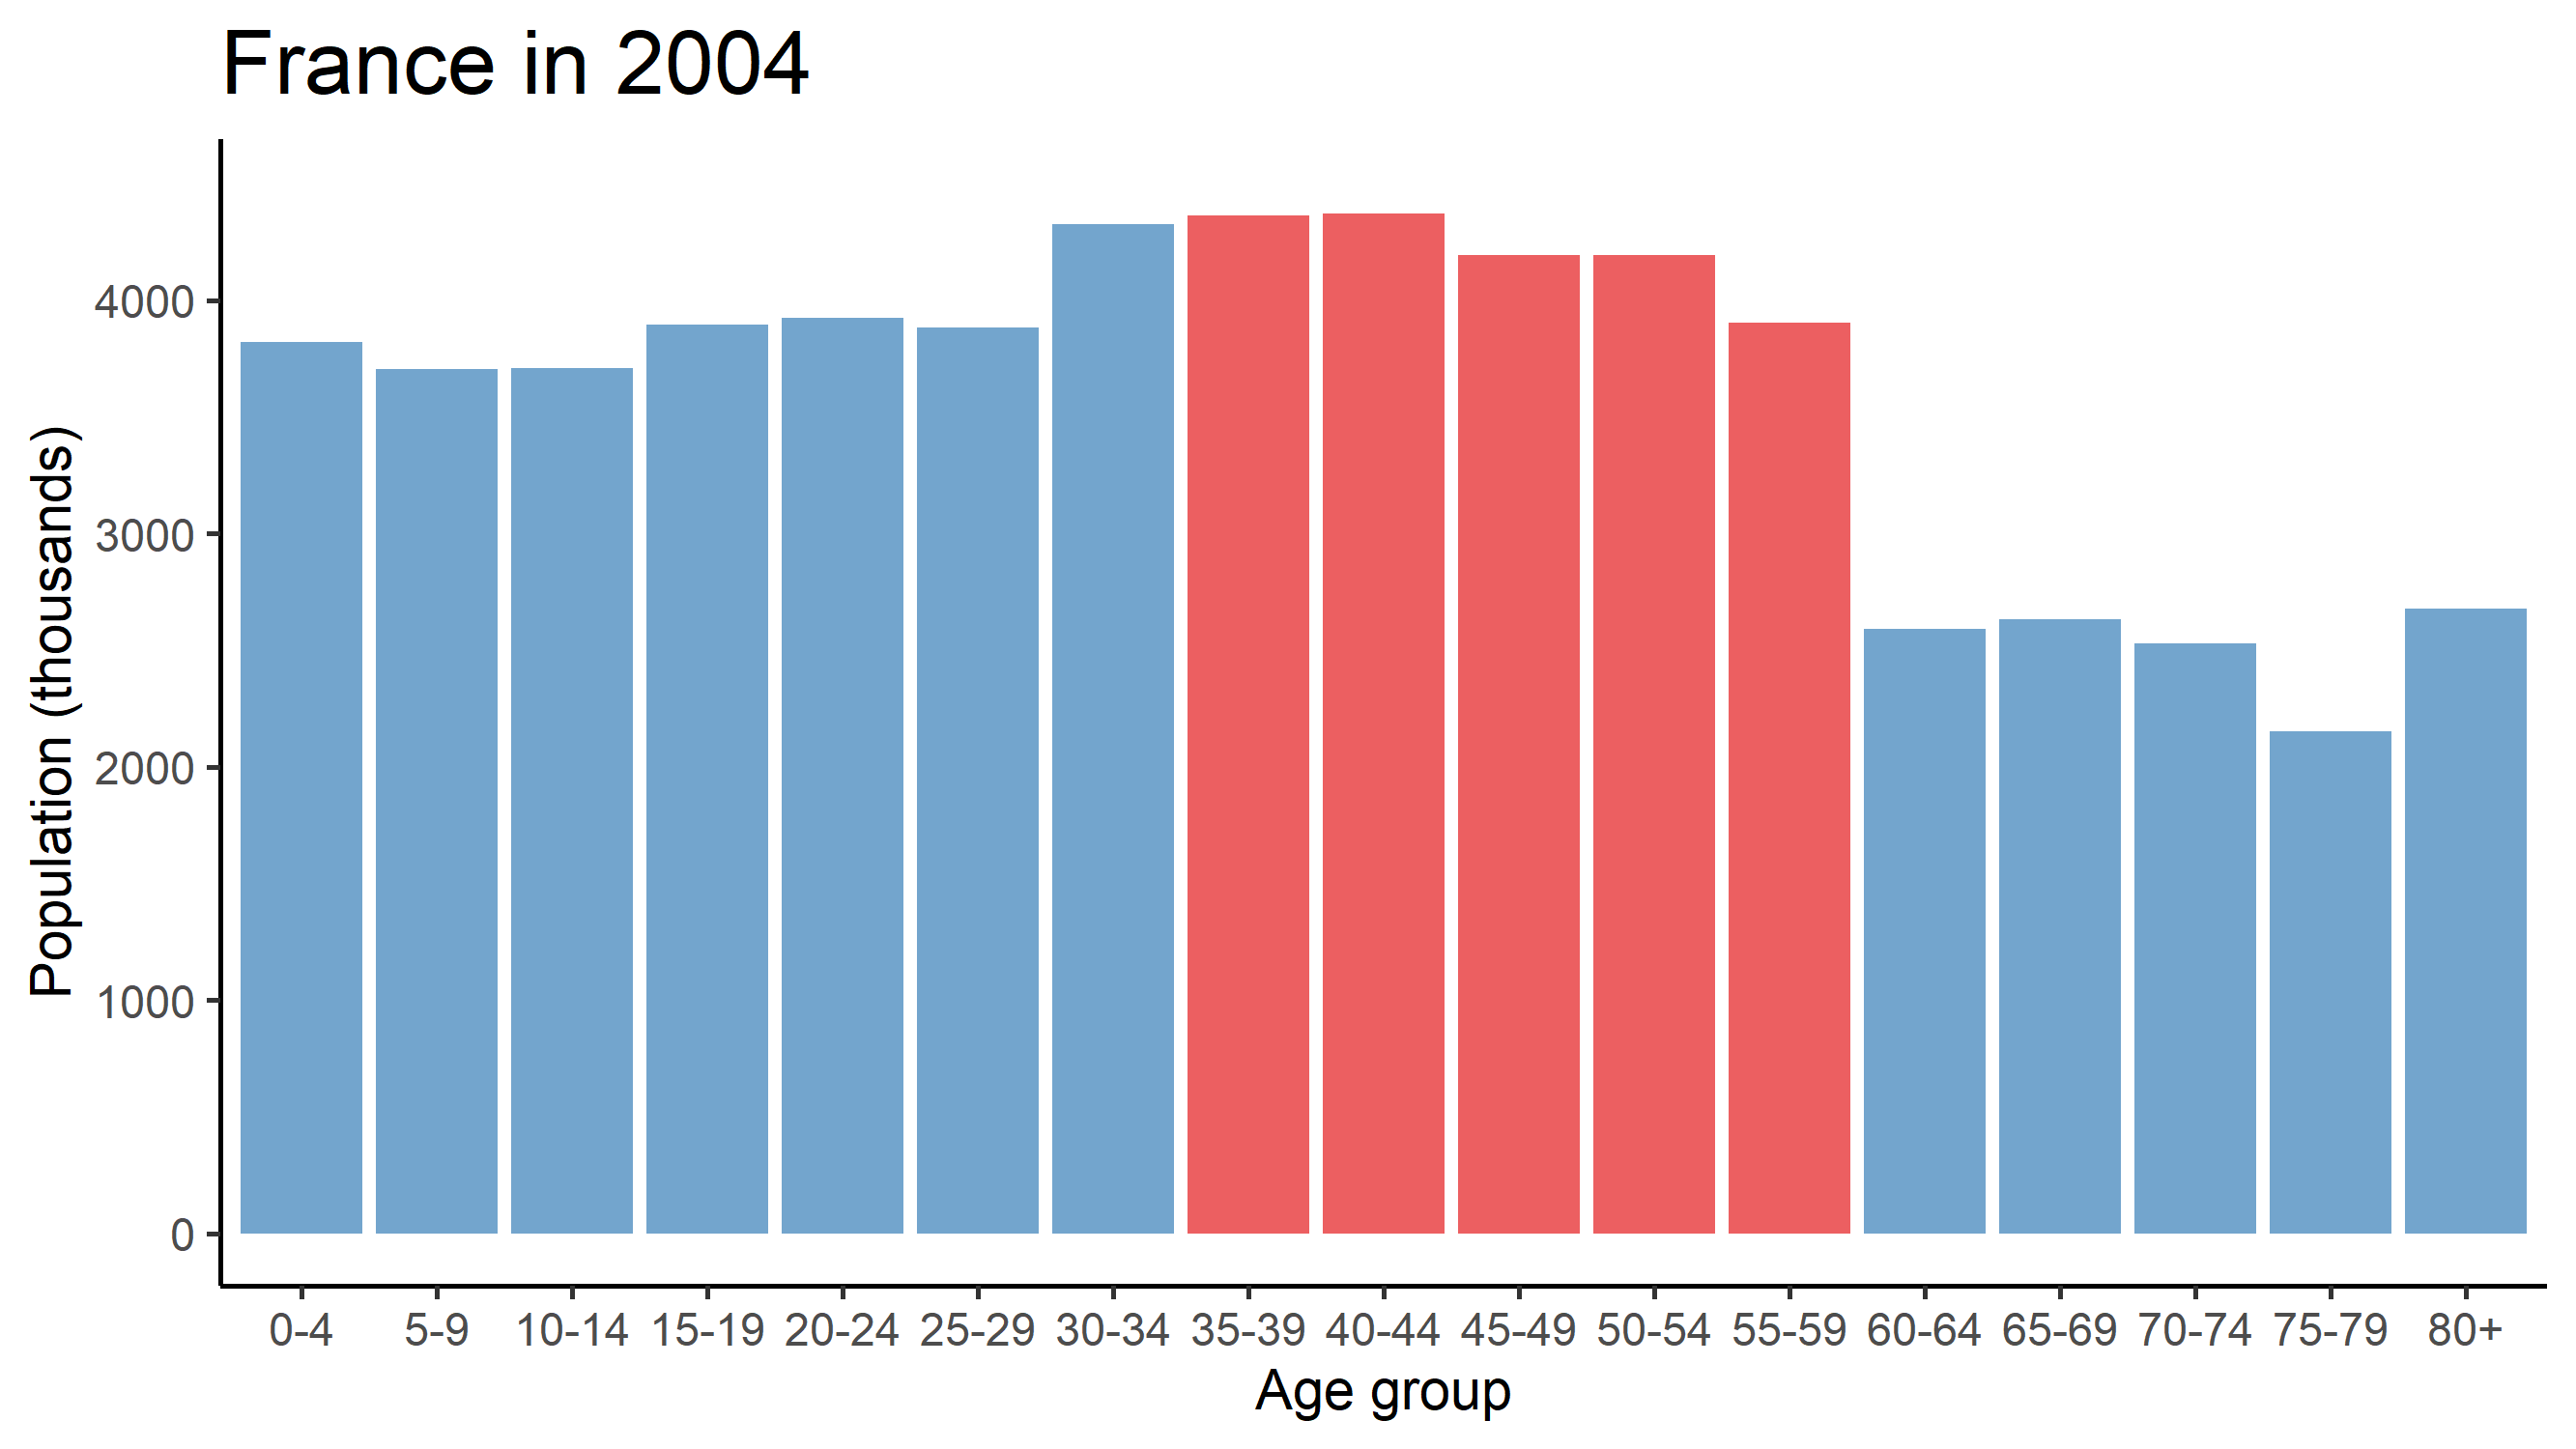 France in 2004
Population (thousands)
4000
3000
2000
1000
0
0-4 5-9 10-14 15-19 20-24 25-29 30-34 35-39 40-44 45-49 50-54 55-59 60-64 65-69 70-74 75-79 80+
Age group